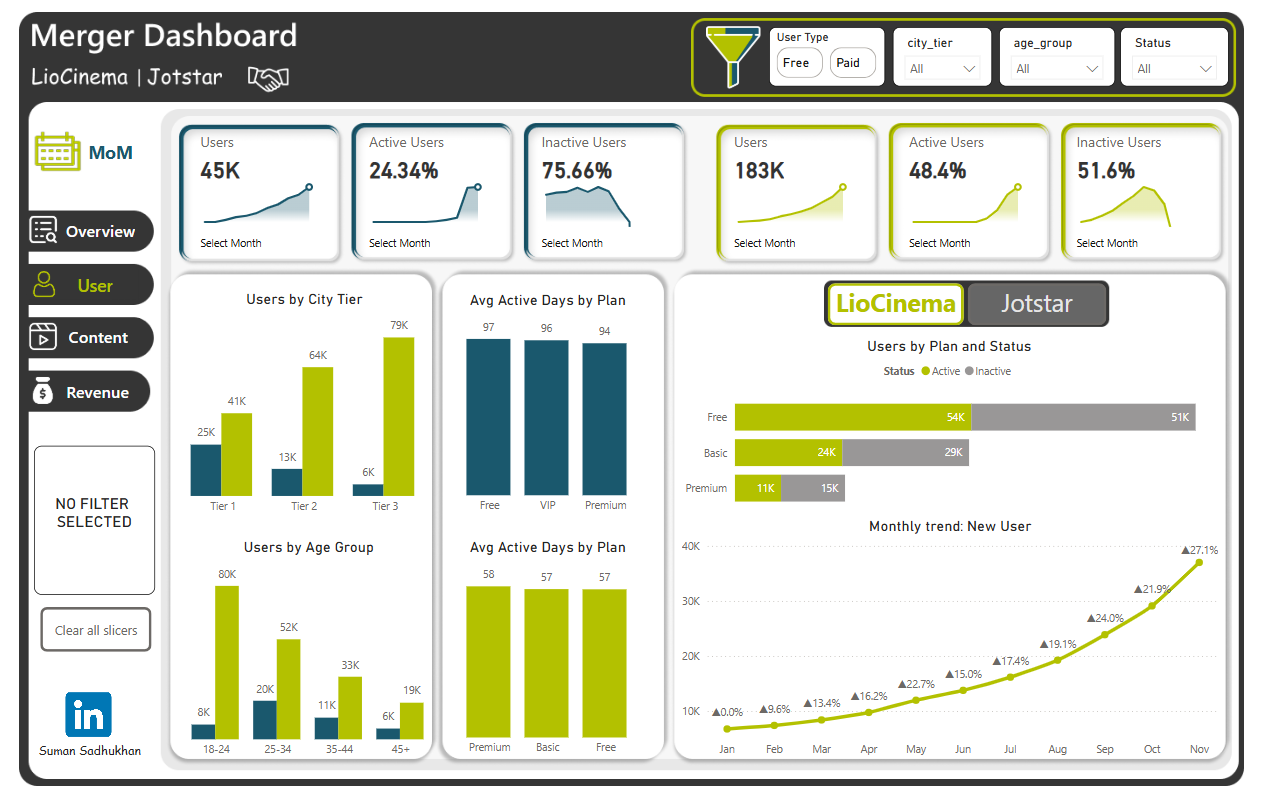 Merger Dashboard
LioCinema | Jotstar
User Type
Free
Paid
city_tier
All
age_group
All
Status
All
MoM
Overview
User
Content
Revenue
NO FILTER
SELECTED
Clear all slicers
in
Suman Sadhukhan
Users
45K
Select Month
Active Users
24.34%
Select Month
Inactive Users
75.66%
Select Month
Users
183K
Select Month
Active Users
48.4%
Select Month
Inactive Users
51.6%
Select Month
Users by City Tier
25K 41K 13K 64K 6K 79K
Tier 1 Tier 2 Tier 3
Users by Age Group
8K 80K 20K 52K 11K 33K 6K 19K
18-24 25-34 35-44 45+
Avg Active Days by Plan
97 96 94
Free VIP Premium
Avg Active Days by Plan
58 57 57
Premium Basic Free
LioCinema Jotstar
Users by Plan and Status
Status Active Inactive
Free 54K 51K
Basic 24K 29K
Premium 11K 15K
Monthly trend: New User
40K
30K
20K
10K
▲0.0% ▲9.6% ▲13.4% ▲16.2% ▲22.7% ▲15.0% ▲17.4% ▲19.1% ▲24.0% ▲21.9% ▲27.1%
Jan Feb Mar Apr May Jun Jul Aug Sep Oct Nov